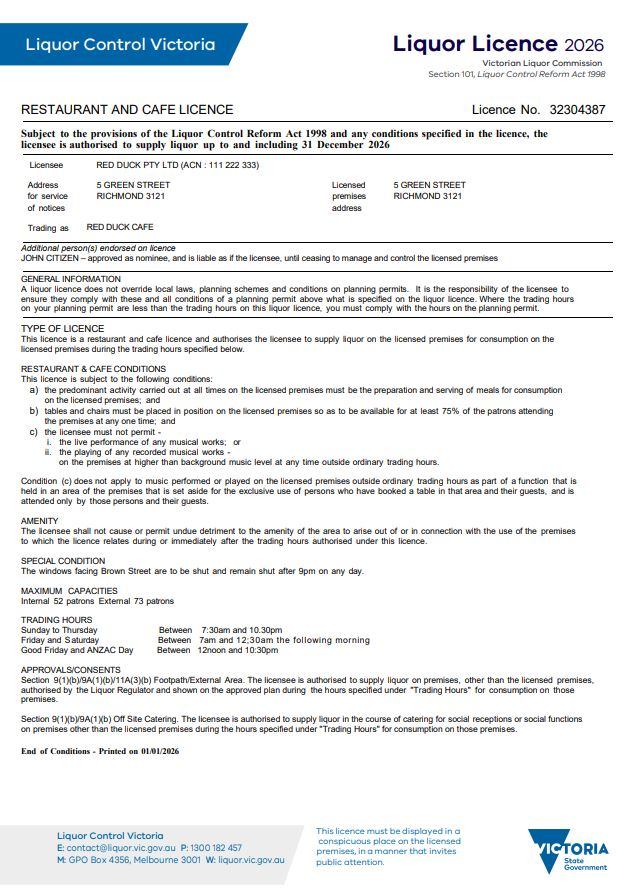 Liquor Control Victoria
Liquor Licence 2026
Victorian Liquor Commission
Section 101, Liquor Control Reform Act 1998
RESTAURANT AND CAFE LICENCE Licence No. 32304387
Subject to the provisions of the Liquor Control Reform Act 1998 and any conditions specified in the licence, the
licensee is authorised to supply liquor up to and including 31 December 2026
Licensee RED DUCK PTY LTD (ACN : 111 222 333)
Address 5 GREEN STREET Licensed 5 GREEN STREET
for service RICHMOND 3121 premises RICHMOND 3121
of notices address
Trading as RED DUCK CAFE
Additional person(s) endorsed on licence
JOHN CITIZEN – approved as nominee, and is liable as if the licensee, until ceasing to manage and control the licensed premises
GENERAL INFORMATION
A liquor licence does not override local laws, planning schemes and conditions on planning permits. It is the responsibility of the licensee to
ensure they comply with these and all conditions of a planning permit above what is specified on the liquor licence. Where the trading hours
on your planning permit are less than the trading hours on this liquor licence, you must comply with the hours on the planning permit.
TYPE OF LICENCE
This licence is a restaurant and cafe licence and authorises the licensee to supply liquor on the licensed premises for consumption on the
licensed premises during the trading hours specified below.
RESTAURANT & CAFE CONDITIONS
This licence is subject to the following conditions:
a) the predominant activity carried out at all times on the licensed premises must be the preparation and serving of meals for consumption
on the licensed premises; and
b) tables and chairs must be placed in position on the licensed premises so as to be available for at least 75% of the patrons attending
the premises at any one time; and
c) the licensee must not permit -
i. the live performance of any musical works; or
ii. the playing of any recorded musical works -
on the premises at higher than background music level at any time outside ordinary trading hours.
Condition (c) does not apply to music performed or played on the licensed premises outside ordinary trading hours as part of a function that is
held in an area of the premises that is set aside for the exclusive use of persons who have booked a table in that area and their guests, and is
attended only by those persons and their guests.
AMENITY
The licensee shall not cause or permit undue detriment to the amenity of the area to arise out of or in connection with the use of the premises
to which the licence relates during or immediately after the trading hours authorised under this licence.
SPECIAL CONDITION
The windows facing Brown Street are to be shut and remain shut after 9pm on any day.
MAXIMUM CAPACITIES
Internal 52 patrons External 73 patrons
TRADING HOURS
Sunday to Thursday Between 7:30am and 10.30pm
Friday and Saturday Between 7am and 12;30am the following morning
Good Friday and ANZAC Day Between 12noon and 10:30pm
APPROVALS/CONSENTS
Section 9(1)(b)/9A(1)(b)/11A(3)(b) Footpath/External Area. The licensee is authorised to supply liquor on premises, other than the licensed premises,
authorised by the Liquor Regulator and shown on the approved plan during the hours specified under "Trading Hours" for consumption on those
premises.
Section 9(1)(b)/9A(1)(b) Off Site Catering. The licensee is authorised to supply liquor in the course of catering for social receptions or social functions
on premises other than the licensed premises during the hours specified under "Trading Hours" for consumption on those premises.
End of Conditions - Printed on 01/01/2026
Liquor Control Victoria
E: contact@liquor.vic.gov.au P: 1300 182 457
M: GPO Box 4356, Melbourne 3001 W: liquor.vic.gov.au
This licence must be displayed in a
conspicuous place on the licensed
premises, in a manner that invites
public attention.
VICTORIA
State
Government